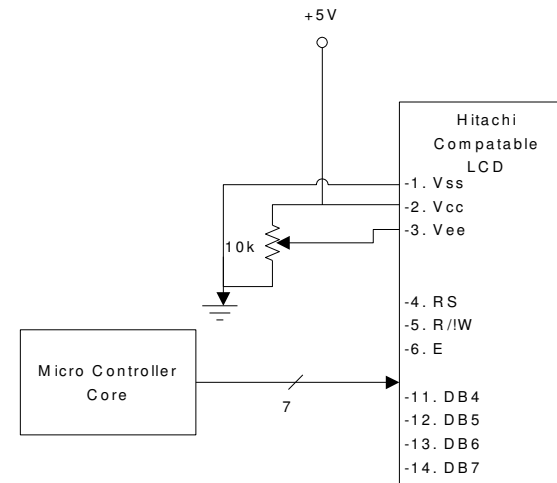 +5V
Hitachi
Compatable
LCD
-1. Vss
-2. Vcc
-3. Vee
10k
-4. RS
-5. R/!W
-6. E
Micro Controller
Core
7
-11. DB4
-12. DB5
-13. DB6
-14. DB7